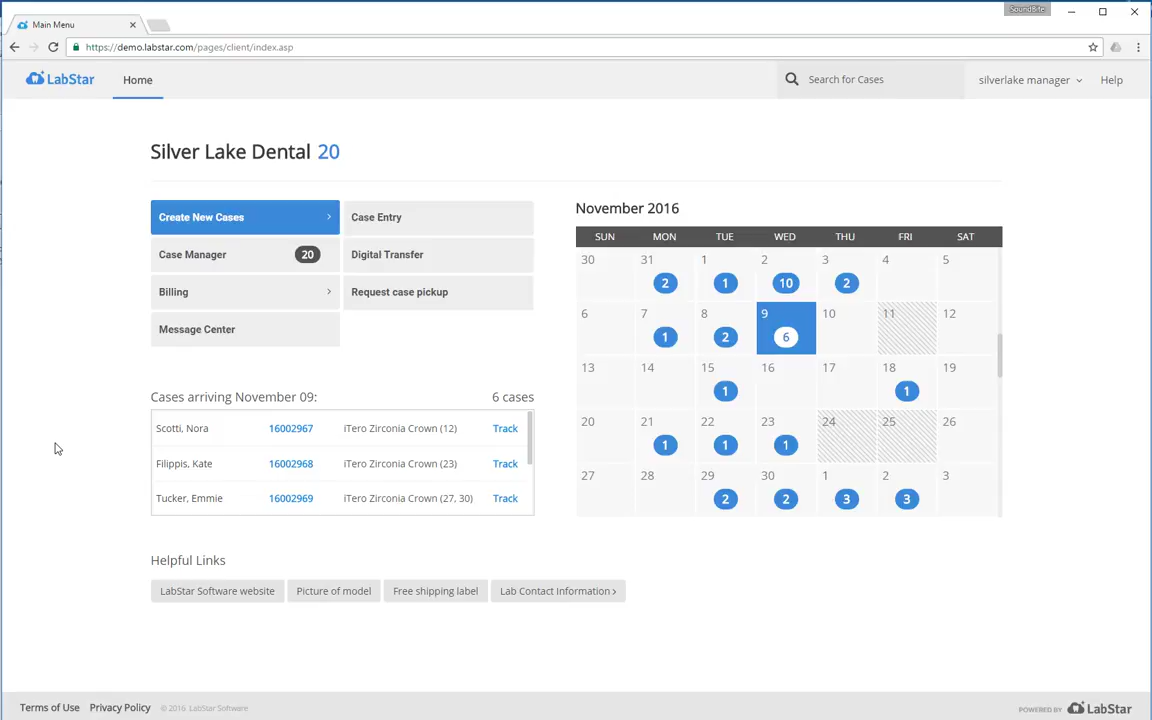 SoundBite
Main Menu
https://demo.labstar.com/pages/client/index.asp
LabStar
Home
Search for Cases
silverlake manager
Help
Silver Lake Dental 20
Create New Cases
Case Entry
Case Manager 20
Digital Transfer
Billing
Request case pickup
Message Center
November 2016
SUN MON TUE WED THU FRI SAT
30 31 1 2 3 4 5
2 1 10 2
6 7 8 9 10 11 12
1 2 6
13 14 15 16 17 18 19
1 1
20 21 22 23 24 25 26
1 1 1
27 28 29 30 1 2 3
2 2 3 3
Cases arriving November 09: 6 cases
Scotti, Nora 16002967 iTero Zirconia Crown (12) Track
Filippis, Kate 16002968 iTero Zirconia Crown (23) Track
Tucker, Emmie 16002969 iTero Zirconia Crown (27, 30) Track
Helpful Links
LabStar Software website
Picture of model
Free shipping label
Lab Contact Information >
Terms of Use Privacy Policy © 2016 LabStar Software
POWERED BY LabStar